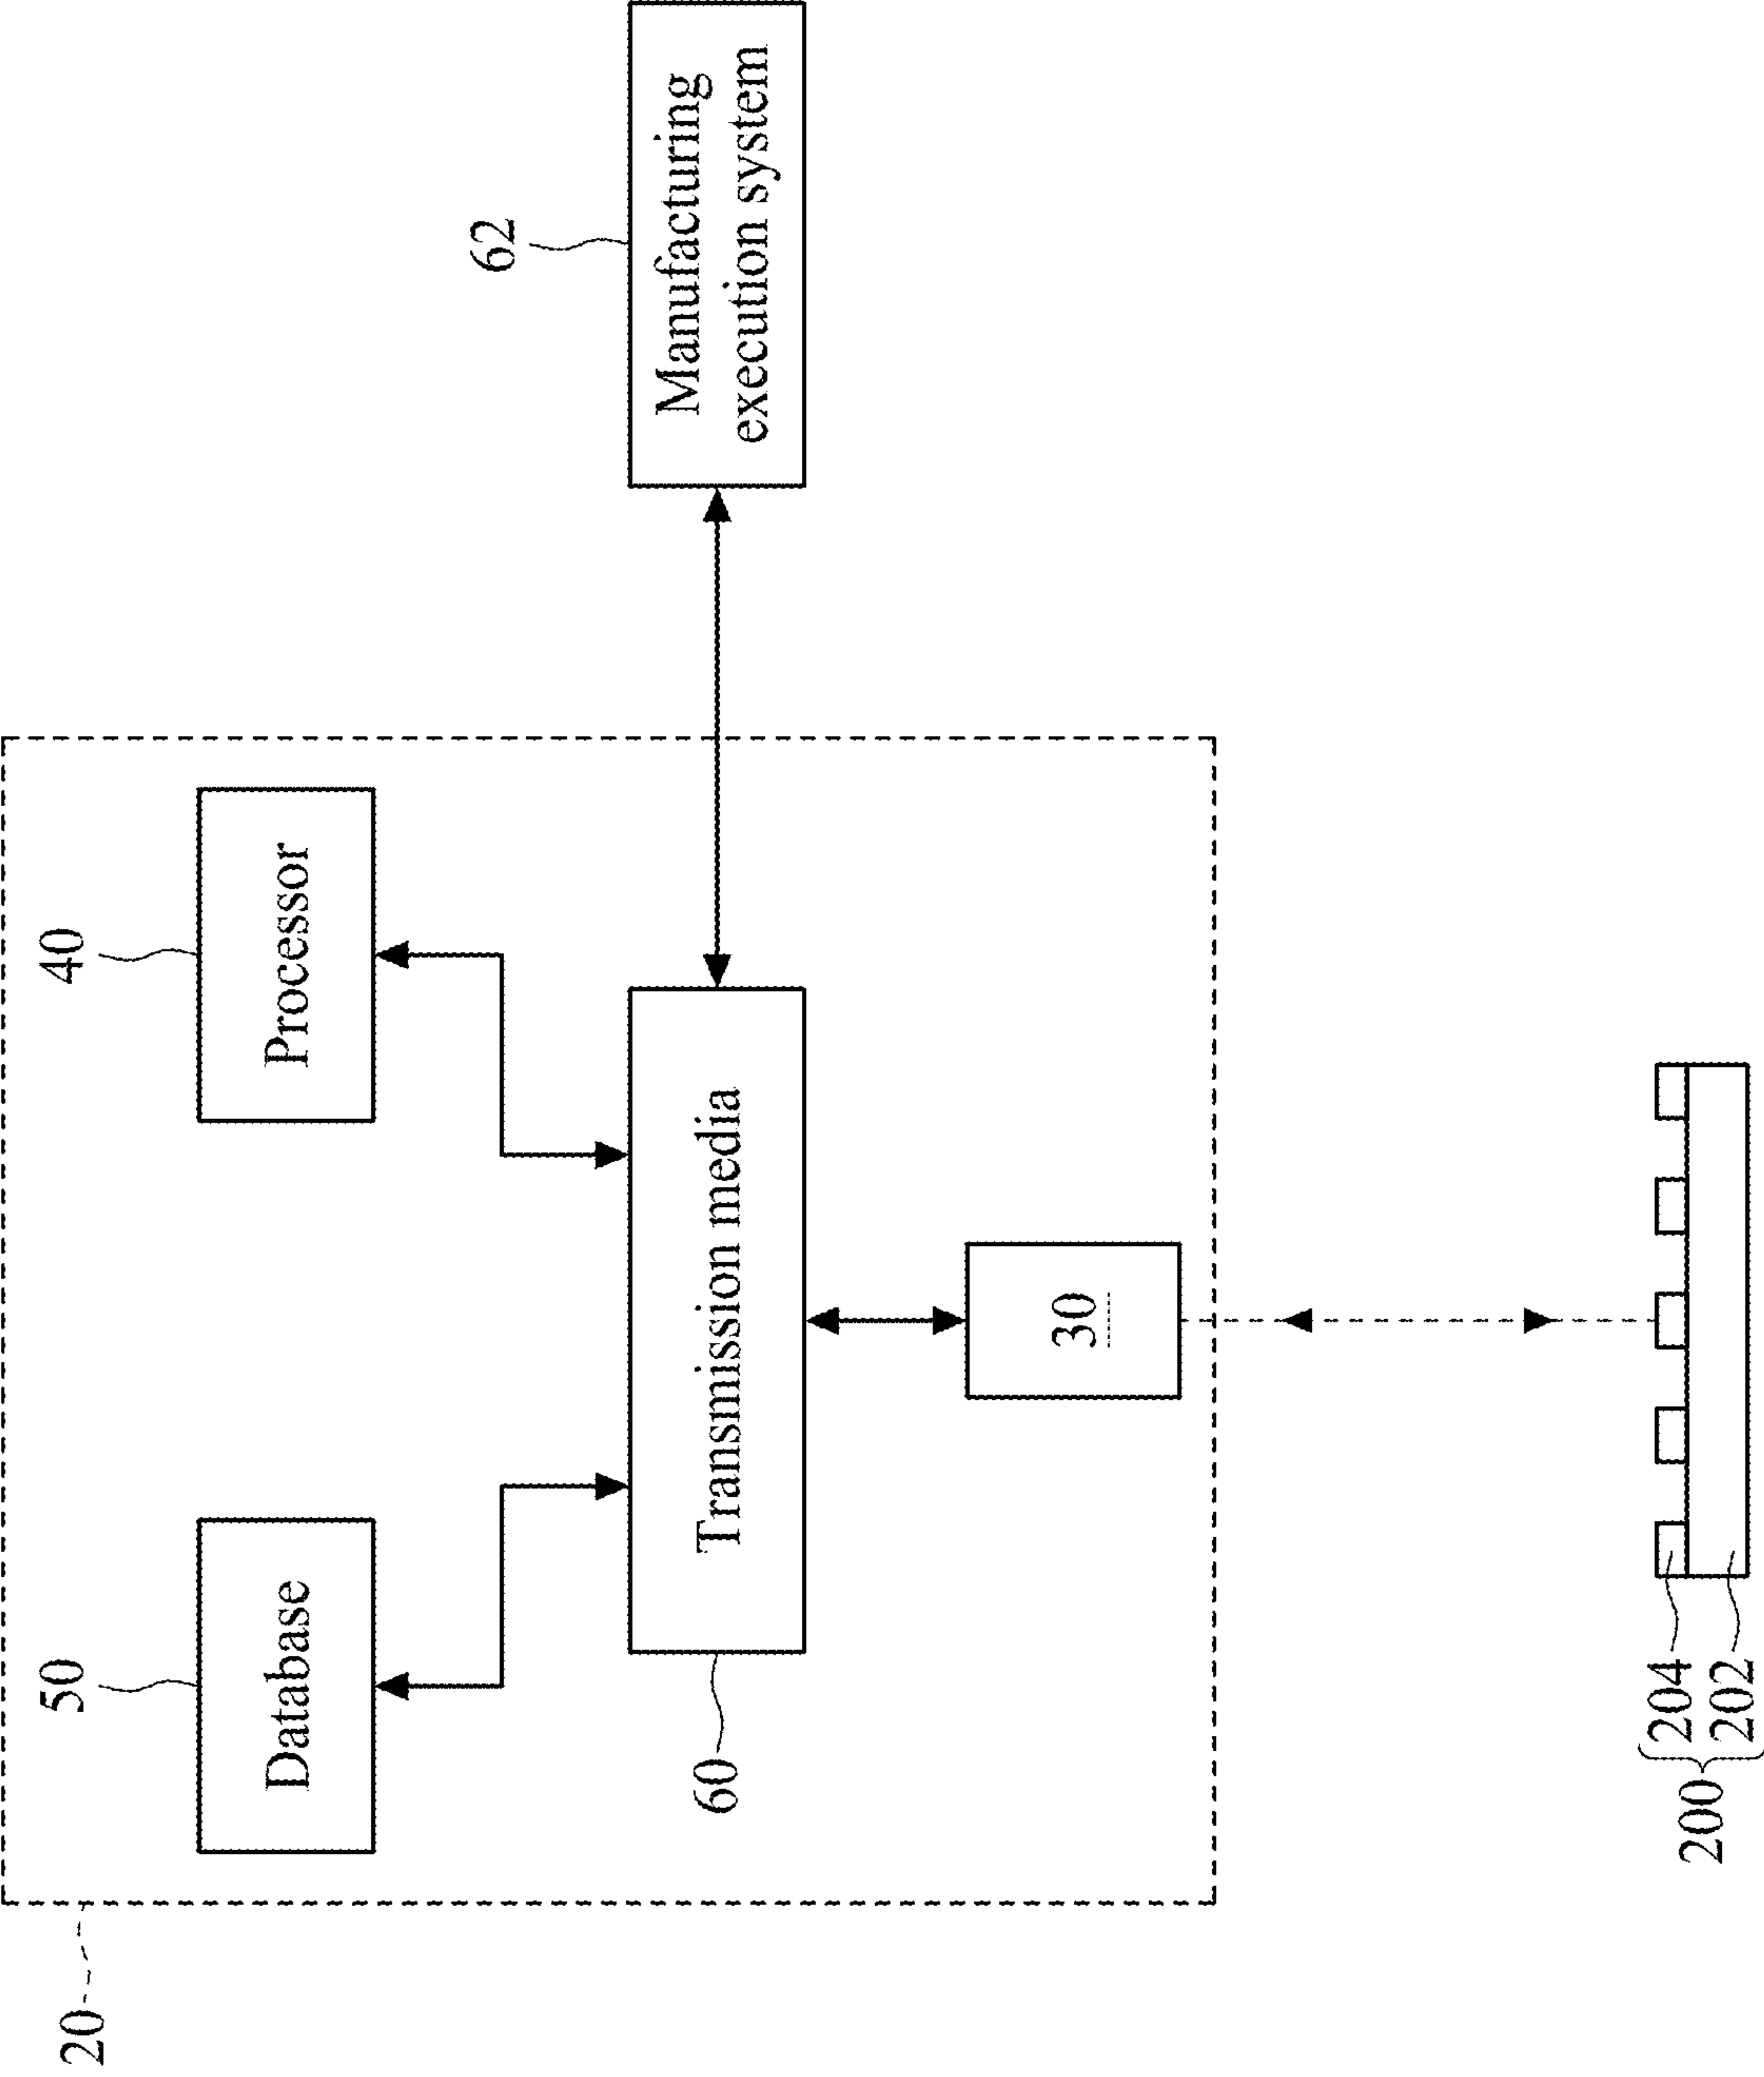 20
50
Database
40
Processor
60
Transmission media
62
Manufacturing
execution system
30
200
204
202